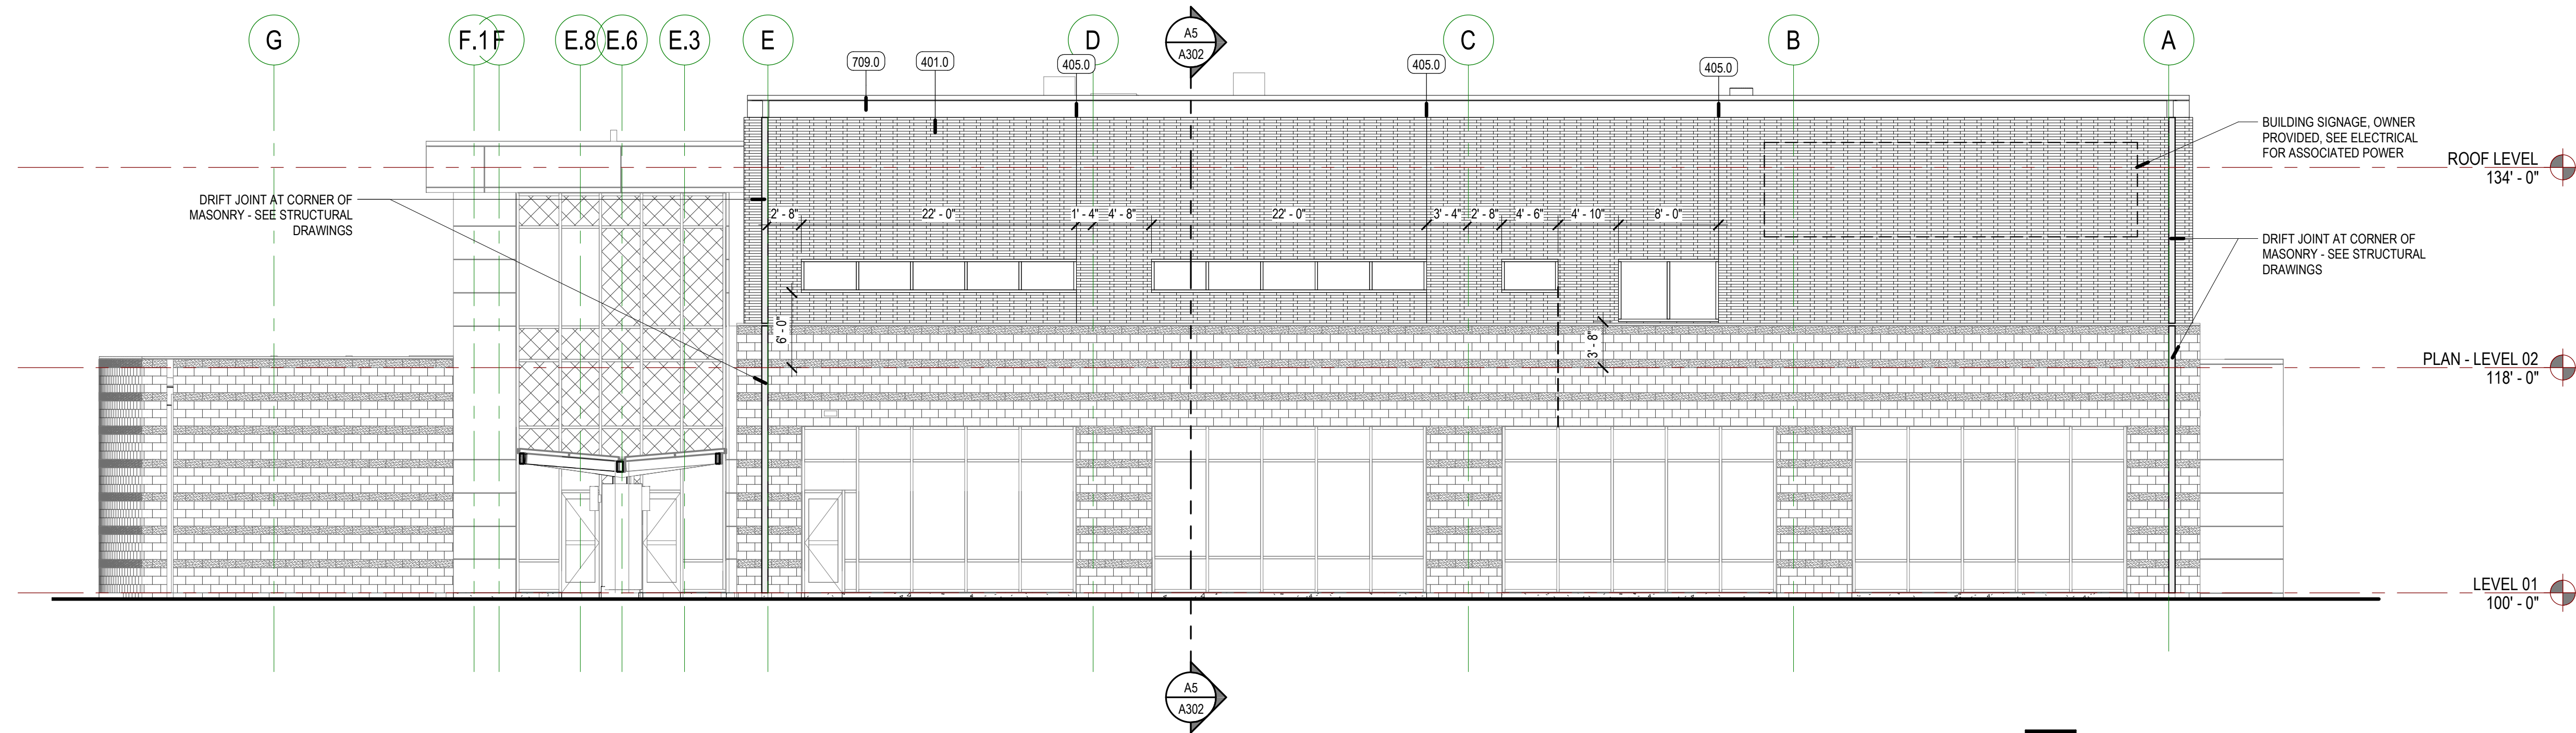 G
F.1
F
E.8
E.6
E.3
E
D
A5
A302
C
B
A
709.0
401.0
405.0
405.0
405.0
BUILDING SIGNAGE, OWNER
PROVIDED, SEE ELECTRICAL
FOR ASSOCIATED POWER
ROOF LEVEL
134' - 0"
DRIFT JOINT AT CORNER OF
MASONRY - SEE STRUCTURAL
DRAWINGS
2' - 8"
22' - 0"
1' - 4"
4' - 8"
22' - 0"
3' - 4"
2' - 8"
4' - 6"
4' - 10"
8' - 0"
DRIFT JOINT AT CORNER OF
MASONRY - SEE STRUCTURAL
DRAWINGS
6' - 0"
3' - 8"
PLAN - LEVEL 02
118' - 0"
LEVEL 01
100' - 0"
A5
A302